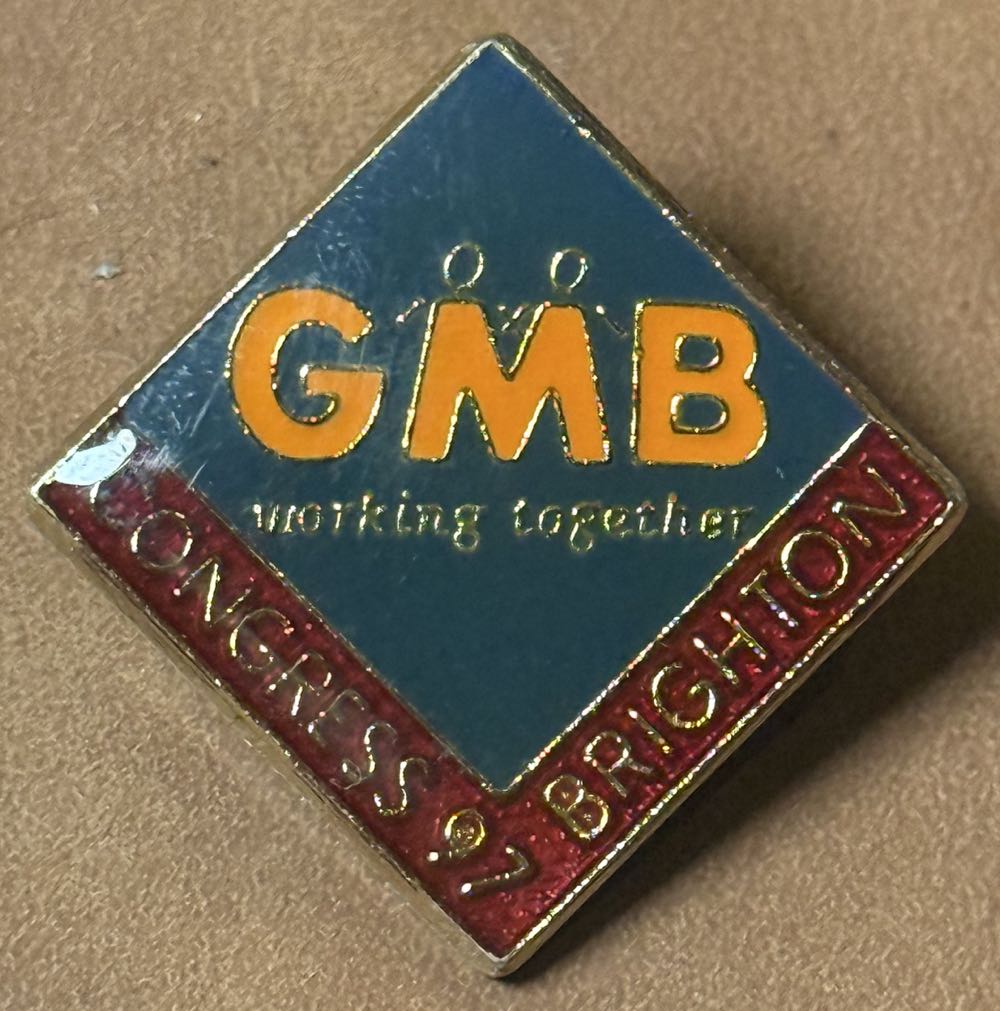 GMB
working together
CONGRESS 97
BRIGHTON